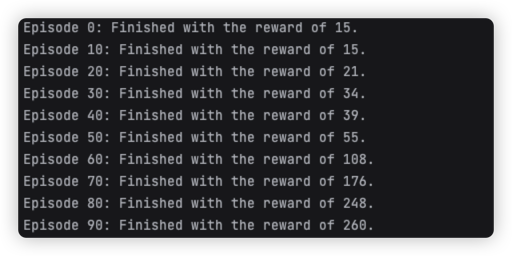 Episode 0: Finished with the reward of 15.
Episode 10: Finished with the reward of 15.
Episode 20: Finished with the reward of 21.
Episode 30: Finished with the reward of 34.
Episode 40: Finished with the reward of 39.
Episode 50: Finished with the reward of 55.
Episode 60: Finished with the reward of 108.
Episode 70: Finished with the reward of 176.
Episode 80: Finished with the reward of 248.
Episode 90: Finished with the reward of 260.